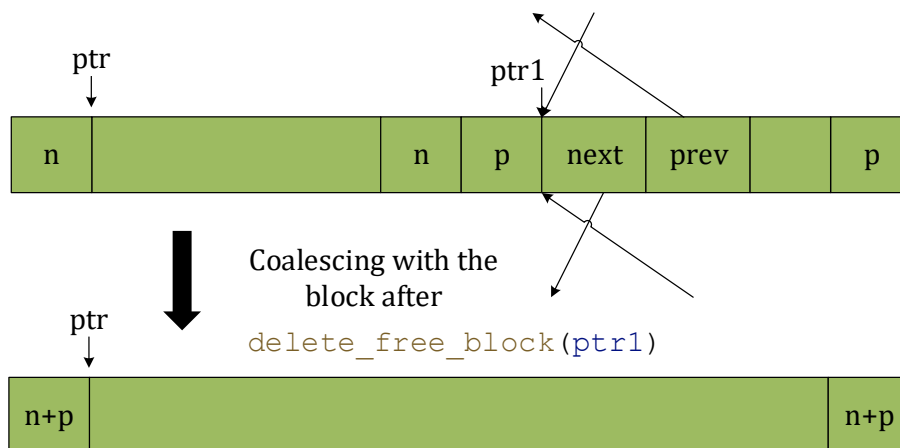 ptr
ptr1
n n p next prev p
Coalescing with the
block after
ptr
delete_free_block(ptr1)
n+p n+p